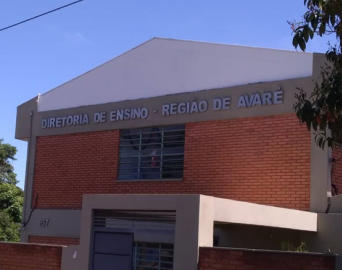 DIRETORIA DE ENSINO - REGIÃO DE AVARÉ